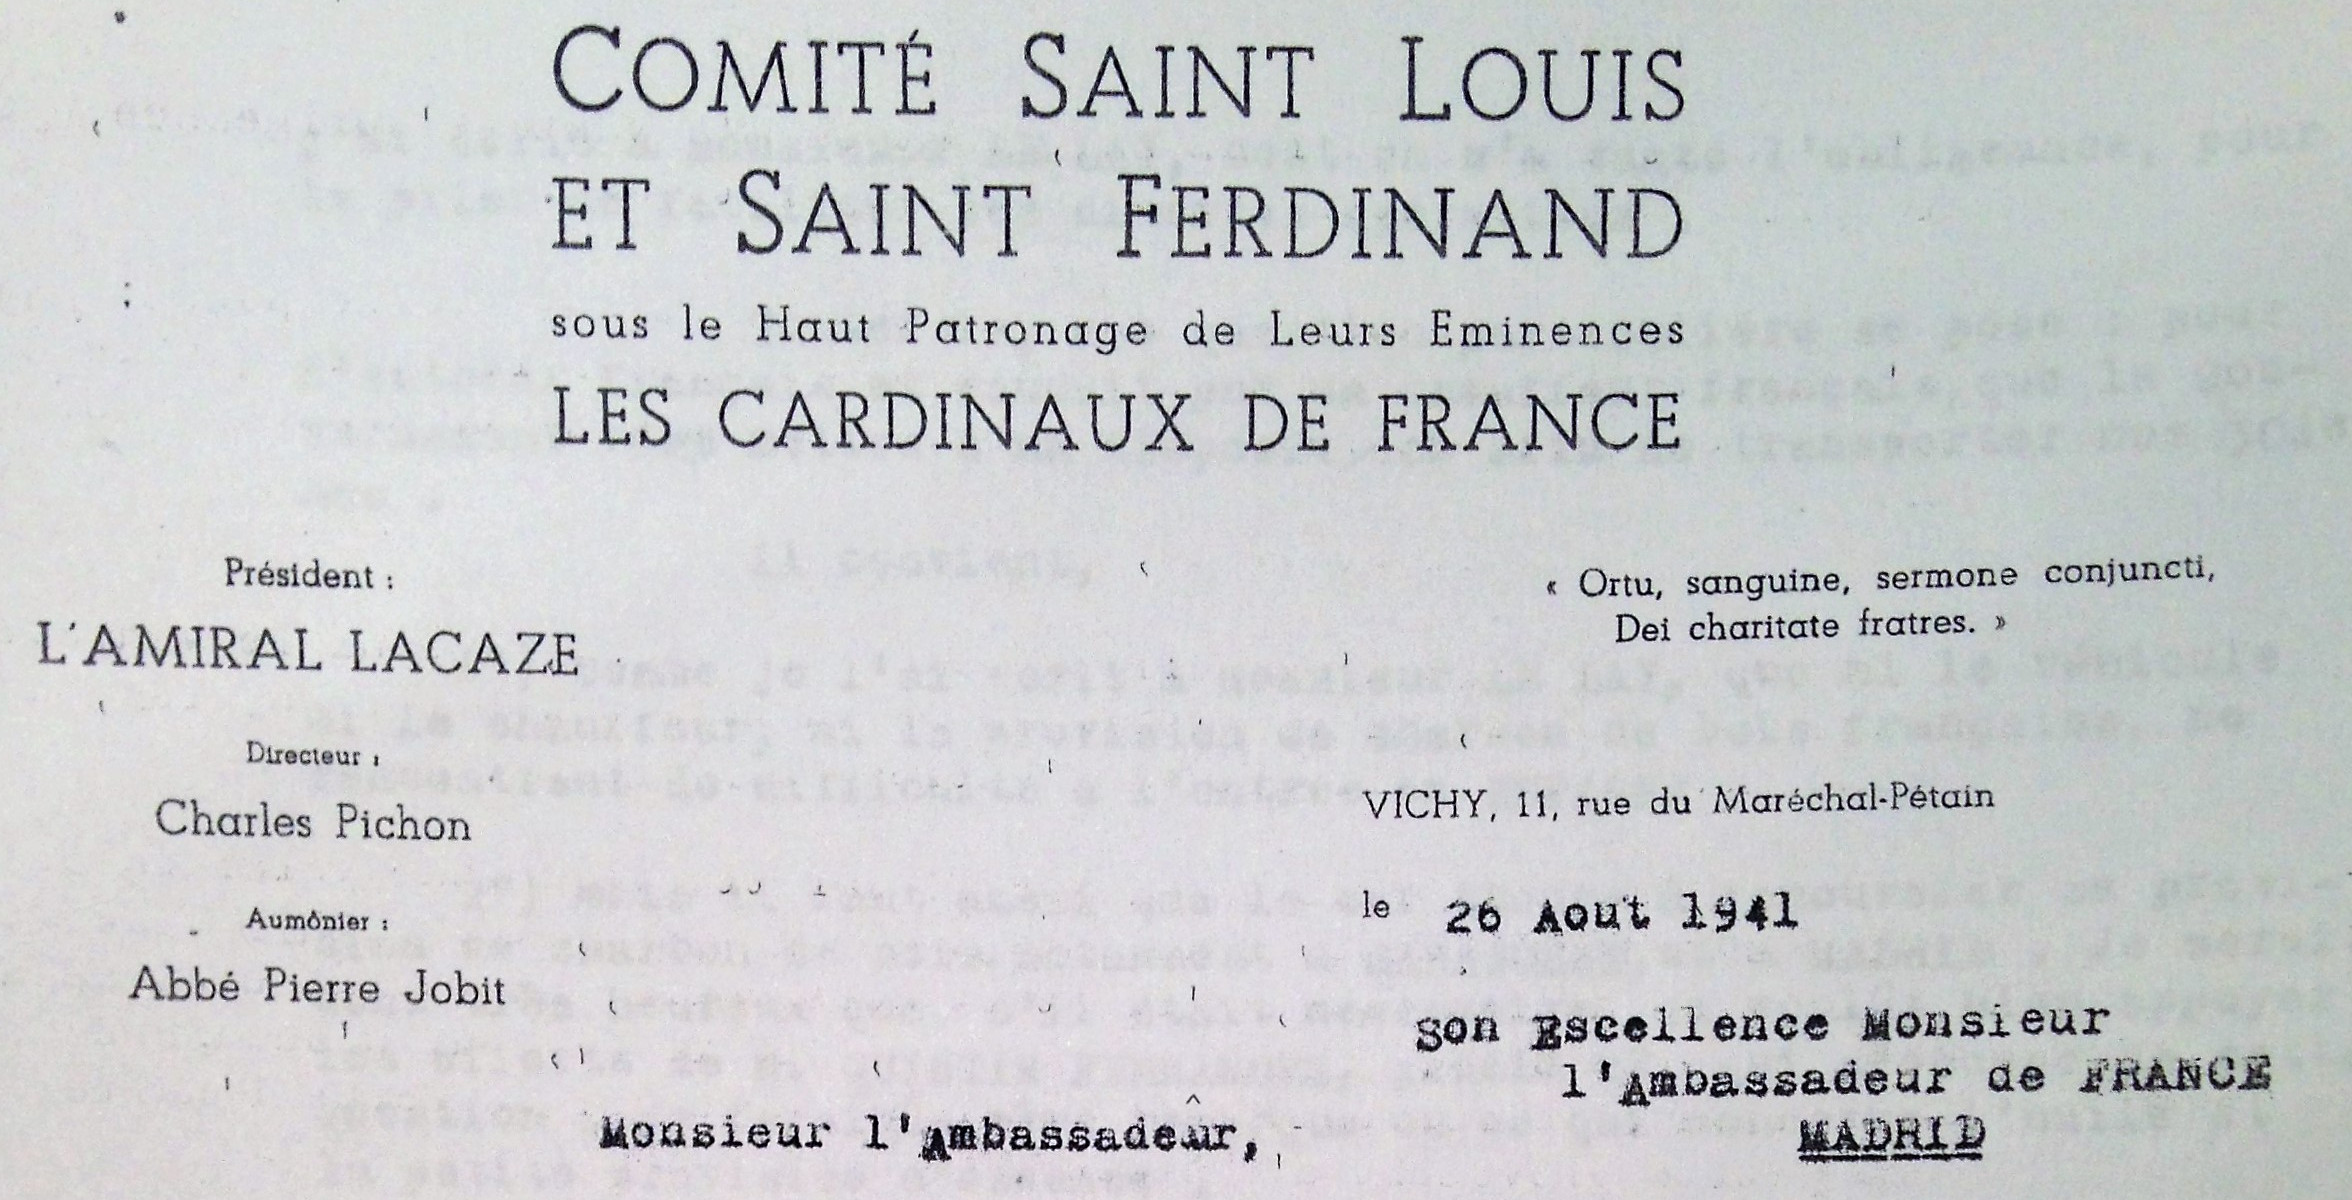 COMITÉ SAINT LOUIS
ET SAINT FERDINAND
sous le Haut Patronage de Leurs Eminences
LES CARDINAUX DE FRANCE
Président :
L'AMIRAL LACAZE
Directeur :
Charles Pichon
Aumônier :
Abbé Pierre Jobit
« Ortu, sanguine, sermone conjuncti,
Dei charitate fratres. »
VICHY, 11, rue du Maréchal-Pétain
le 26 Aout 1941
Son Escellence Monsieur
l'Ambassadeur de FRANCE
MADRID
Monsieur l'Ambassadeur,